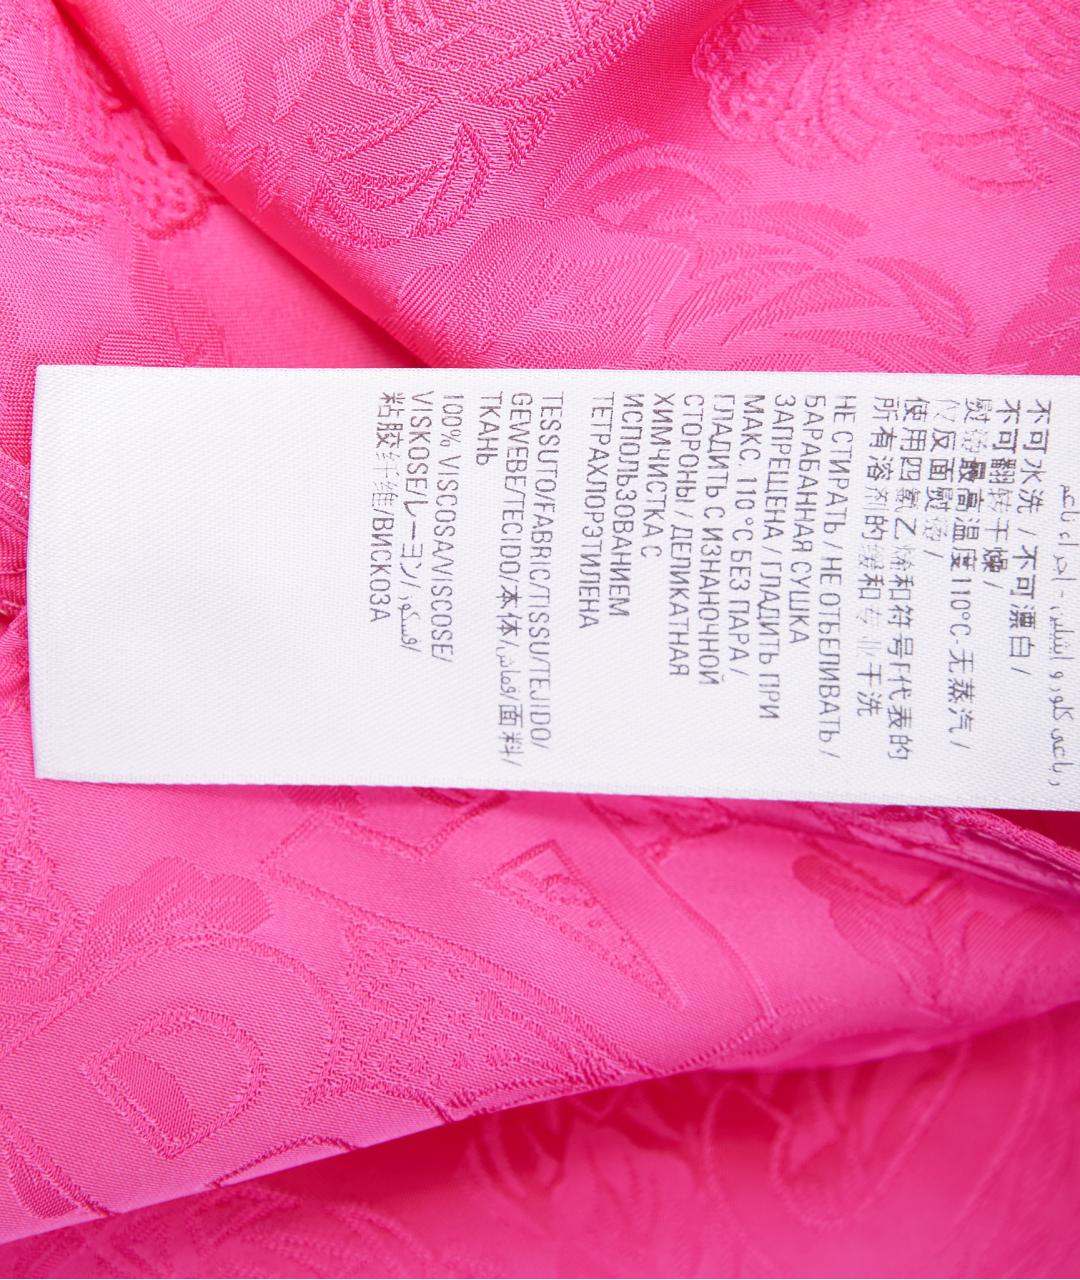 不可水洗 / 不可漂白 /
不可翻转干燥 /
熨烫最高温度110°C-无蒸汽 /
仅反面熨烫 /
使用四氯乙烯和符号F代表的
所有溶剂的缓和专业干洗
НЕ СТИРАТЬ / НЕ ОТБЕЛИВАТЬ /
БАРАБАННАЯ СУШКА
ЗАПРЕЩЕНА / ГЛАДИТЬ ПРИ
МАКС. 110 °C БЕЗ ПАРА /
ГЛАДИТЬ С ИЗНАНОЧНОЙ
СТОРОНЫ / ДЕЛИКАТНАЯ
ХИМЧИСТКА С
ИСПОЛЬЗОВАНИЕМ
ТЕТРАХЛОРЭТИЛЕНА
TESSUTO/FABRIC/TISSU/TEJIDO/
GEWEBE/TECIDO/本体/قماش/面料/
ТКАНЬ
100% VISCOSA/VISCOSE/
VISKOSE/レーヨン/فسكوز/
粘胶纤维/ВИСКОЗА